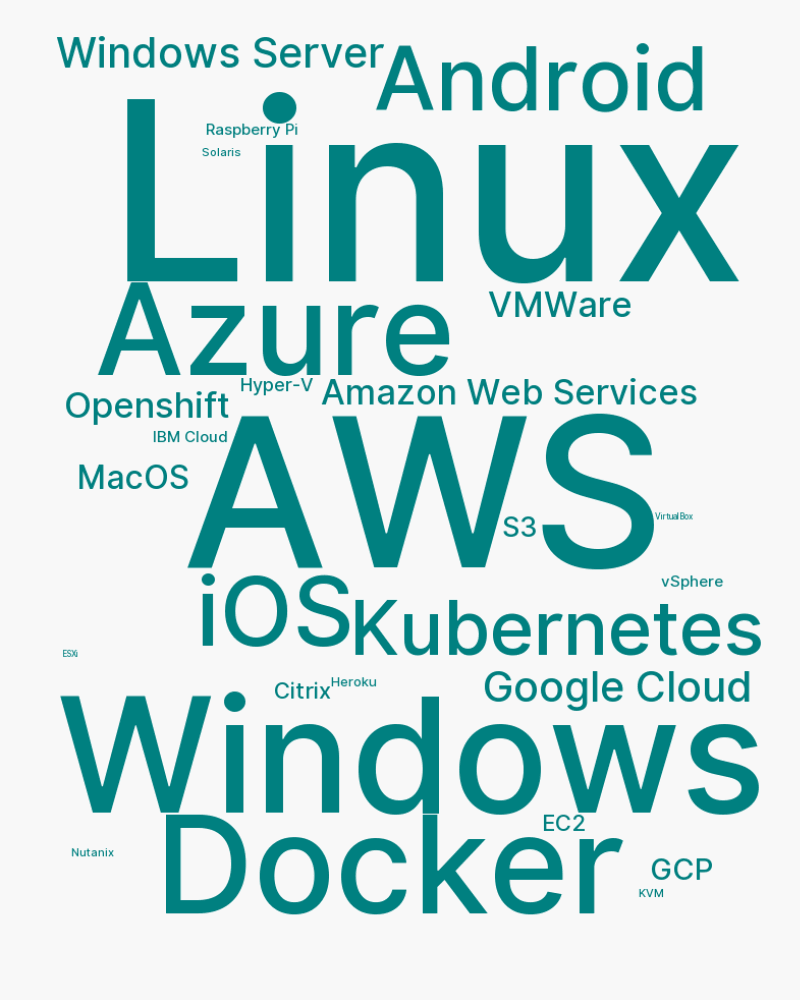 Windows Server
Android
Linux
Raspberry Pi
Solaris
Azure
VMWare
Hyper-V
Amazon Web Services
Openshift
IBM Cloud
AWS
MacOS
S3
VirtualBox
iOS
vSphere
Kubernetes
ESXi
Citrix
Heroku
Google Cloud
Windows
Docker
EC2
Nutanix
GCP
KVM